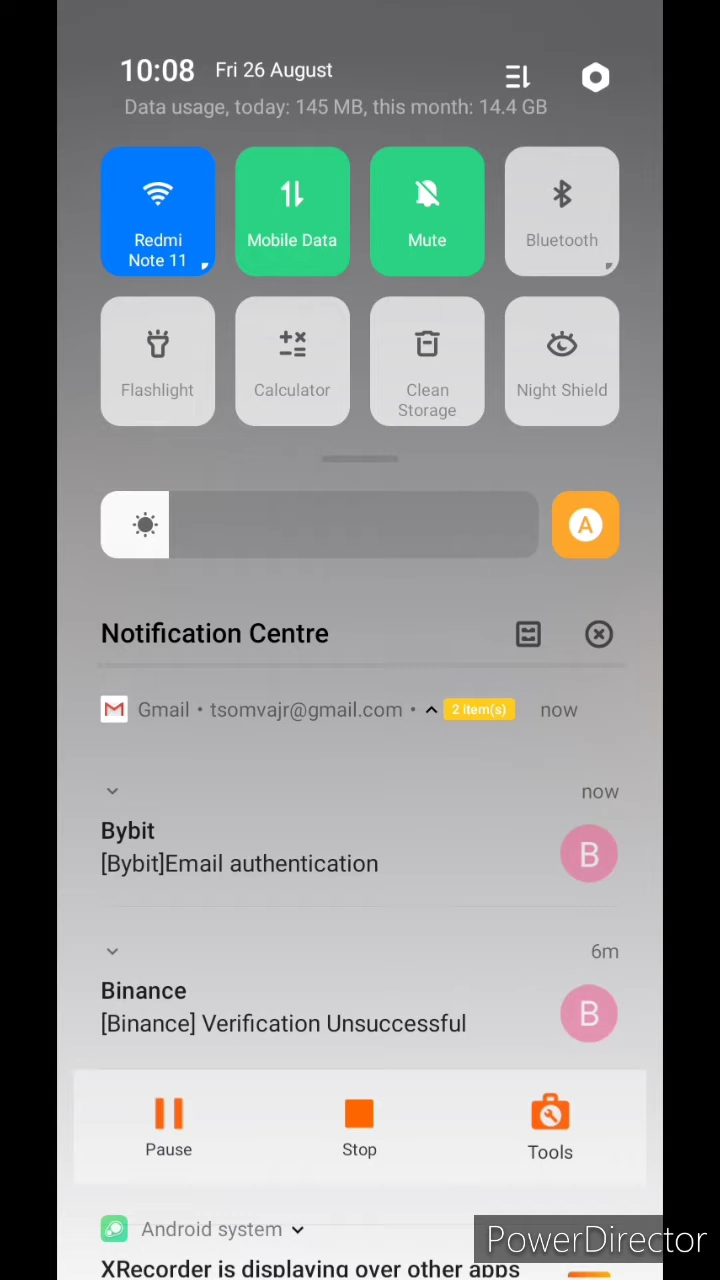 10:08 Fri 26 August
Data usage, today: 145 MB, this month: 14.4 GB
Redmi
Note 11
Mobile Data
Mute
Bluetooth
Flashlight
Calculator
Clean
Storage
Night Shield
A
Notification Centre
Gmail • tsomvajr@gmail.com • 2 item(s) now
now
Bybit
[Bybit]Email authentication
B
6m
Binance
[Binance] Verification Unsuccessful
B
Pause
Stop
Tools
Android system
PowerDirector
XRecorder is displaying over other apps